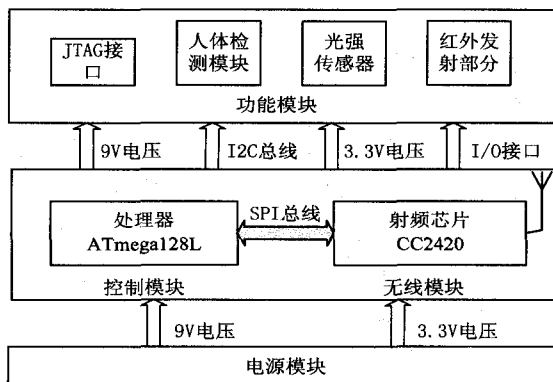 JTAG接口
人体检测模块
光强传感器
红外发射部分
功能模块
9V电压
I2C总线
3.3V电压
I/O接口
处理器
ATmega128L
SPI总线
射频芯片
CC2420
控制模块
无线模块
9V电压
3.3V电压
电源模块